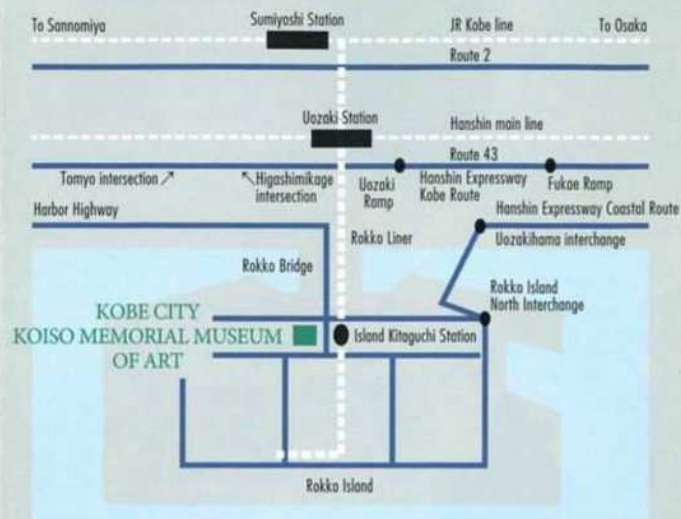 Sumiyoshi Station
To Sannomiya
JR Kobe line
To Osaka
Route 2
Uozaki Station
Hanshin main line
Route 43
Tomyo intersection
Higashimikage
intersection
Uozaki
Ramp
Hanshin Expressway
Kobe Route
Fukae Ramp
Harbor Highway
Hanshin Expressway Coastal Route
Rokko Liner
Uozakihama interchange
Rokko Bridge
Rokko Island
North Interchange
KOBE CITY
KOISO MEMORIAL MUSEUM
OF ART
Island Kitaguchi Station
Rokko Island